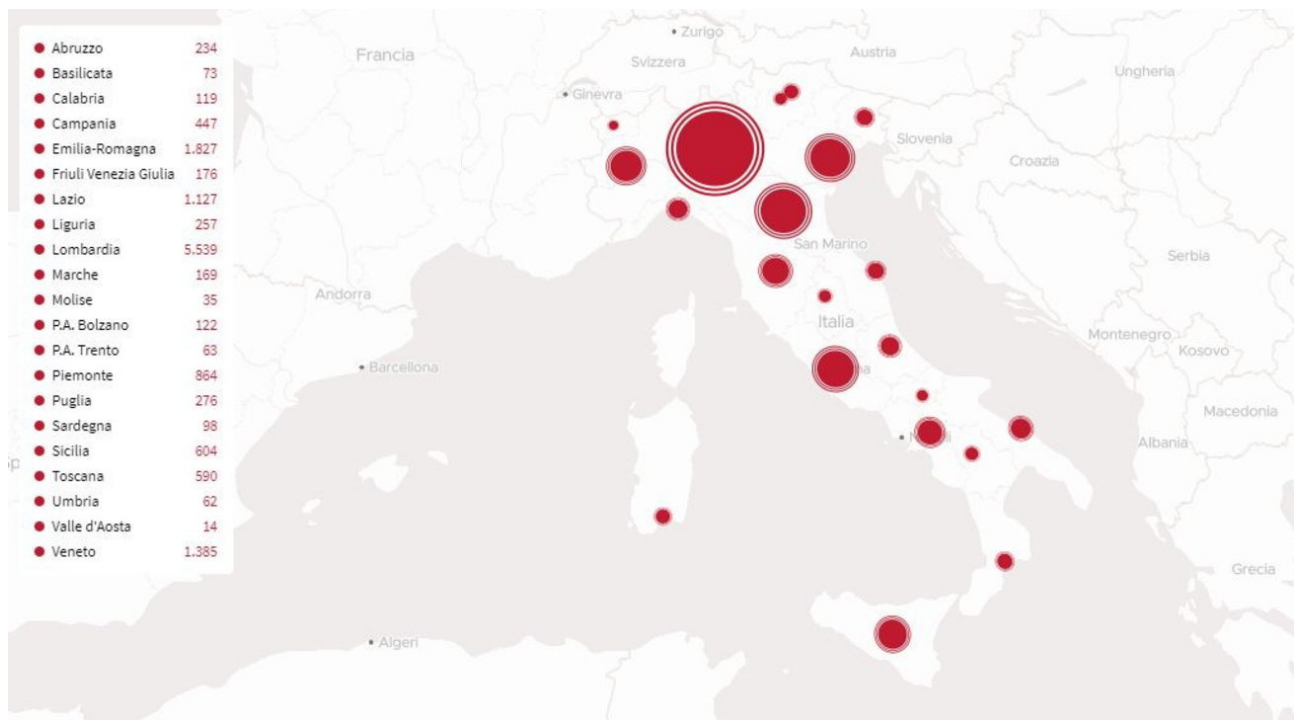 Abruzzo 234
Basilicata 73
Calabria 119
Campania 447
Emilia-Romagna 1.827
Friuli Venezia Giulia 176
Lazio 1.127
Liguria 257
Lombardia 5.539
Marche 169
Molise 35
P.A. Bolzano 122
P.A. Trento 63
Piemonte 864
Puglia 276
Sardegna 98
Sicilia 604
Toscana 590
Umbria 62
Valle d'Aosta 14
Veneto 1.385
Zurigo
Francia
Svizzera
Austria
Ungheria
Ginevra
Slovenia
Croazia
San Marino
Serbia
Andorra
Italia
Montenegro
Kosovo
Barcellona
Macedonia
Albania
Grecia
Algeri